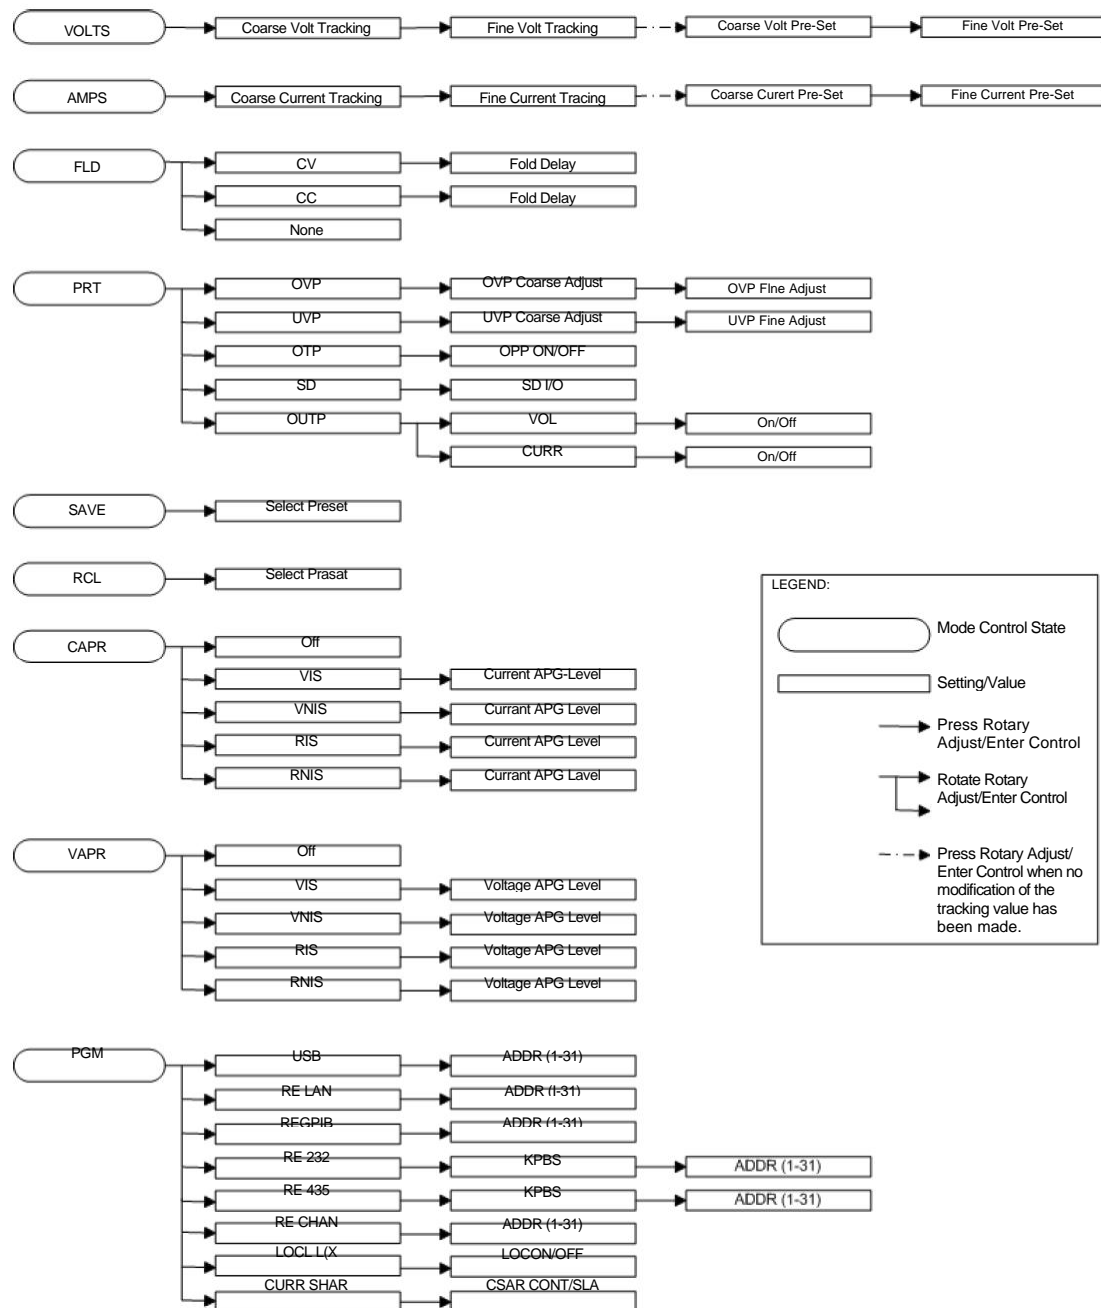 VOLTS
Coarse Volt Tracking
Fine Volt Tracking
Coarse Volt Pre-Set
Fine Volt Pre-Set
AMPS
Coarse Current Tracking
Fine Current Tracing
Coarse Curert Pre-Set
Fine Current Pre-Set
FLD
CV
Fold Delay
CC
Fold Delay
None
PRT
OVP
OVP Coarse Adjust
OVP FIne Adjust
UVP
UVP Coarse Adjust
UVP Fine Adjust
OTP
OPP ON/OFF
SD
SD I/O
OUTP
VOL
On/Off
CURR
On/Off
SAVE
Select Preset
RCL
Select Prasat
CAPR
Off
VIS
Current APG-Level
VNIS
Currant APG Level
RIS
Current APG Level
RNIS
Currant APG Lavel
VAPR
Off
VIS
Voltage APG Level
VNIS
Voltage APG Level
RIS
Voltage APG Level
RNIS
Voltage APG Level
PGM
USB
ADDR (1-31)
RE LAN
ADDR (I-31)
REGPIB
ADDR (1-31)
RE 232
KPBS
ADDR (1-31)
RE 435
KPBS
ADDR (1-31)
RE CHAN
ADDR (1-31)
LOCL L(X
LOCON/OFF
CURR SHAR
CSAR CONT/SLA
LEGEND:
Mode Control State
Setting/Value
Press Rotary
Adjust/Enter Control
Rotate Rotary
Adjust/Enter Control
Press Rotary Adjust/
Enter Control when no
modification of the
tracking value has
been made.